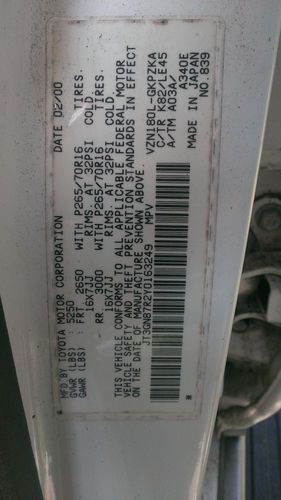 MFD.BY TOYOTA MOTOR CORPORATION DATE 02/00
GVWR (LBS) : 5250
GAWR (LBS) : FRT 2650 WITH P265/70R16 TIRES,
16X7JJ RIMS, AT 32PSI COLD
RR. 3000 WITH P265/70R16 TIRES,
16X7JJ RIMS, AT 32PSI COLD
THIS VEHICLE CONFORMS TO ALL APPLICABLE FEDERAL MOTOR
VEHICLE SAFETY AND THEFT PREVENTION STANDARDS IN EFFECT
ON THE DATE OF MANUFACTURE SHOWN ABOVE.
JT3GN87R2Y0163249 VZN180L-GKPZKA
MPV C/TR K82/LE45
A/TM A03A/ A340E
MADE IN JAPAN
NO.839